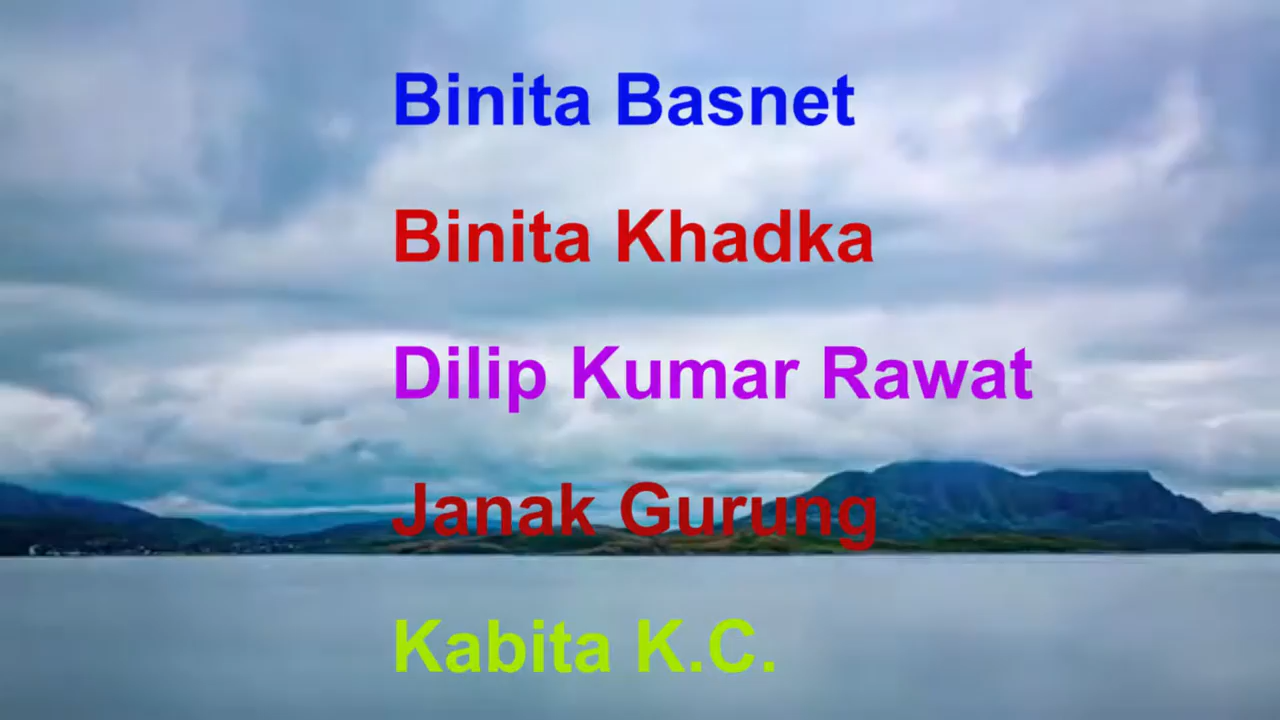 Binita Basnet
Binita Khadka
Dilip Kumar Rawat
Janak Gurung
Kabita K.C.